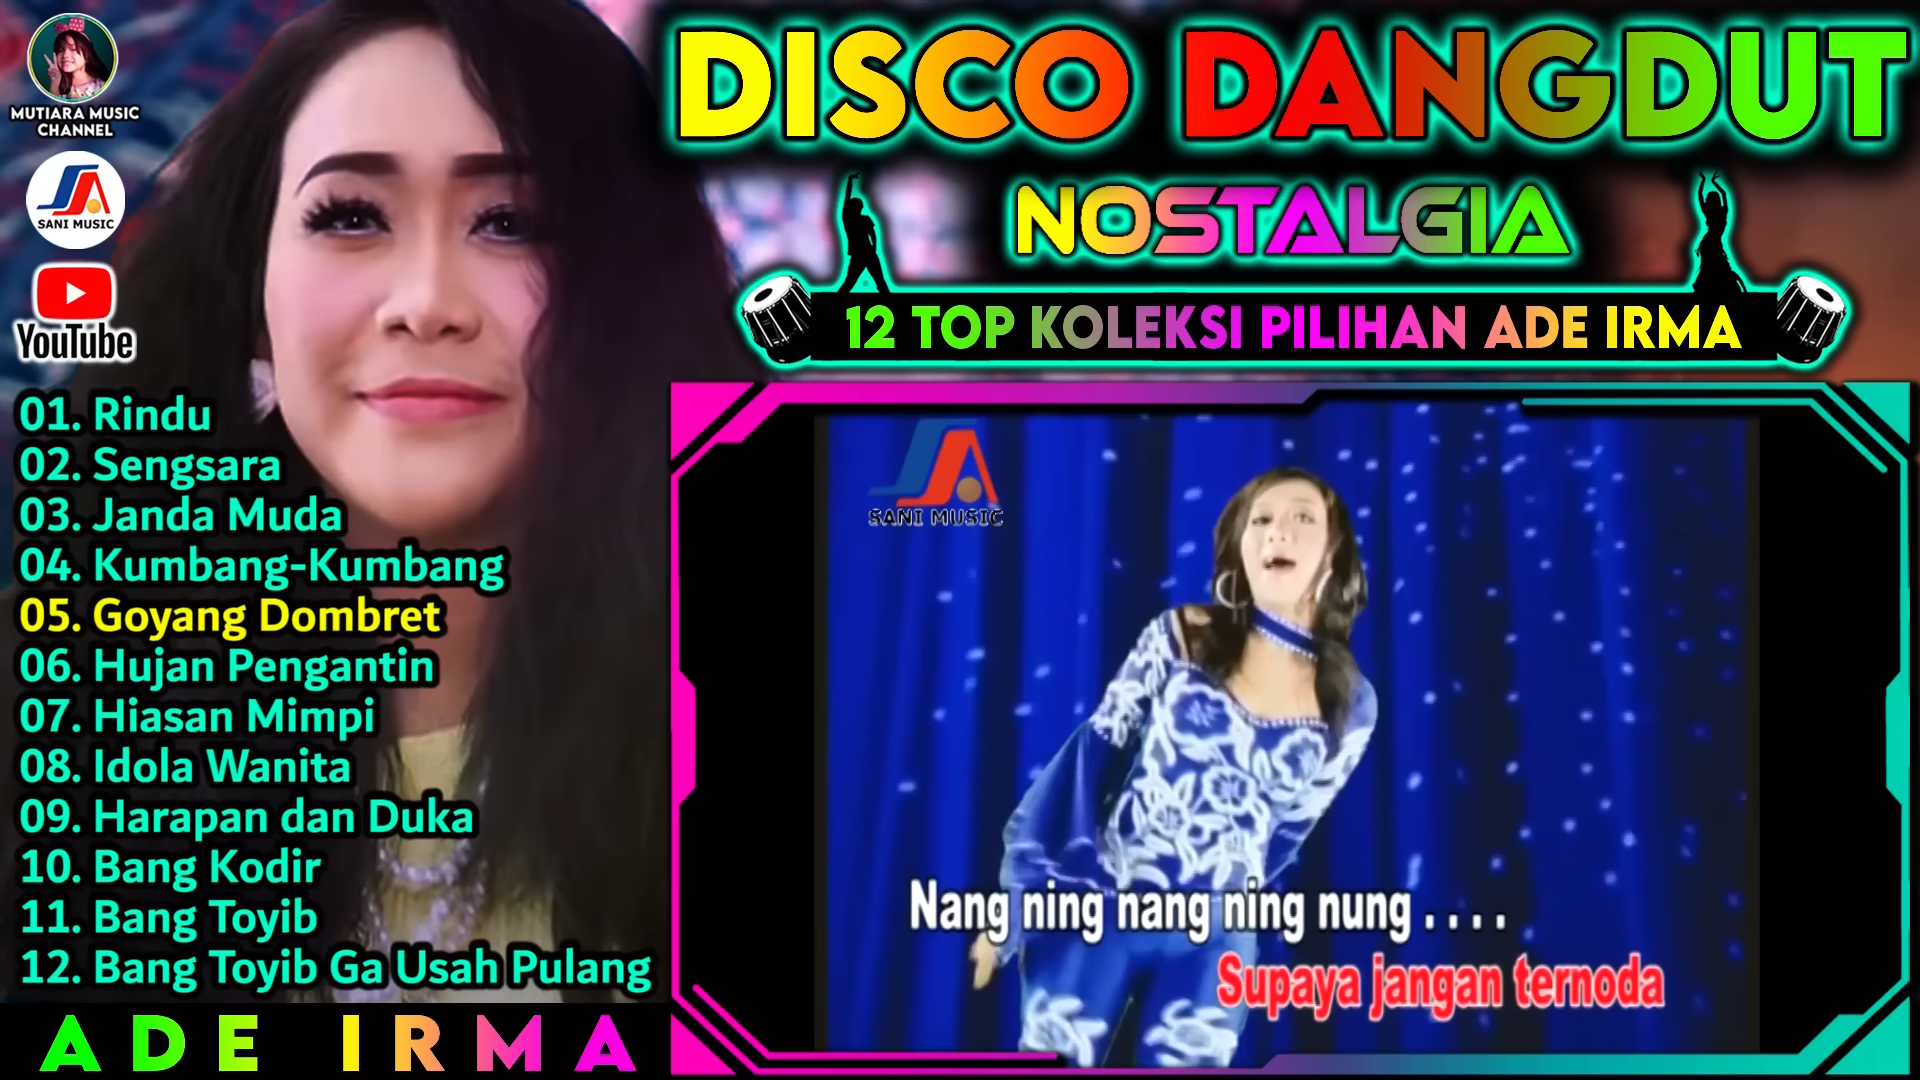 MUTIARA MUSIC
CHANNEL
SANI MUSIC
YouTube
DISCO DANGDUT
NOSTALGIA
12 TOP KOLEKSI PILIHAN ADE IRMA
01. Rindu
02. Sengsara
03. Janda Muda
04. Kumbang-Kumbang
05. Goyang Dombret
06. Hujan Pengantin
07. Hiasan Mimpi
08. Idola Wanita
09. Harapan dan Duka
10. Bang Kodir
11. Bang Toyib
12. Bang Toyib Ga Usah Pulang
ADE IRMA
SANI MUSIC
Nang ning nang ning nung . . . .
Supaya jangan ternoda